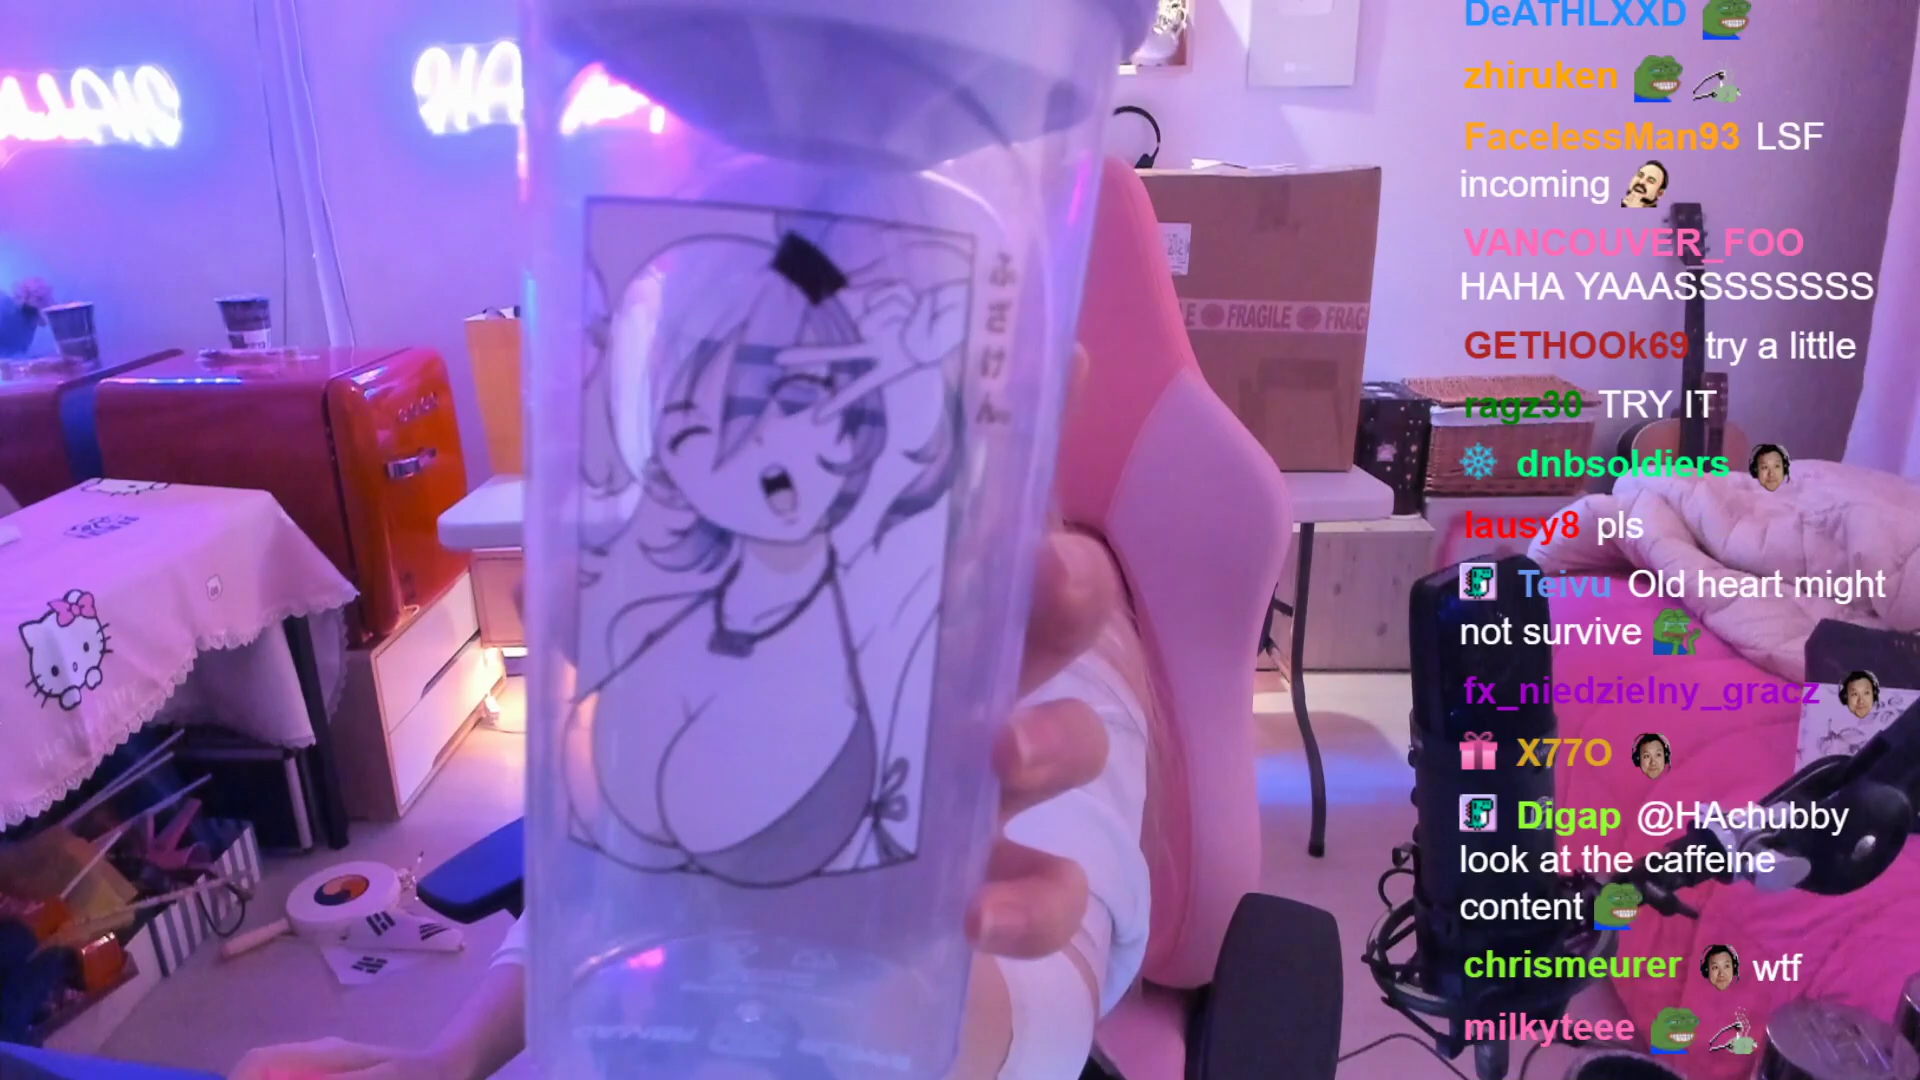 DeATHLXXD
zhiruken
FacelessMan93 LSF
incoming
VANCOUVER_FOO
HAHA YAAASSSSSSSS
GETHOOk69 try a little
ragz30 TRY IT
dnbsoldiers
lausy8 pls
Teivu Old heart might
not survive
fx_niedzielny_gracz
X77O
Digap @HAchubby
look at the caffeine
content
chrismeurer wtf
milkyteee
ふさけん
FRAGILE FRAG